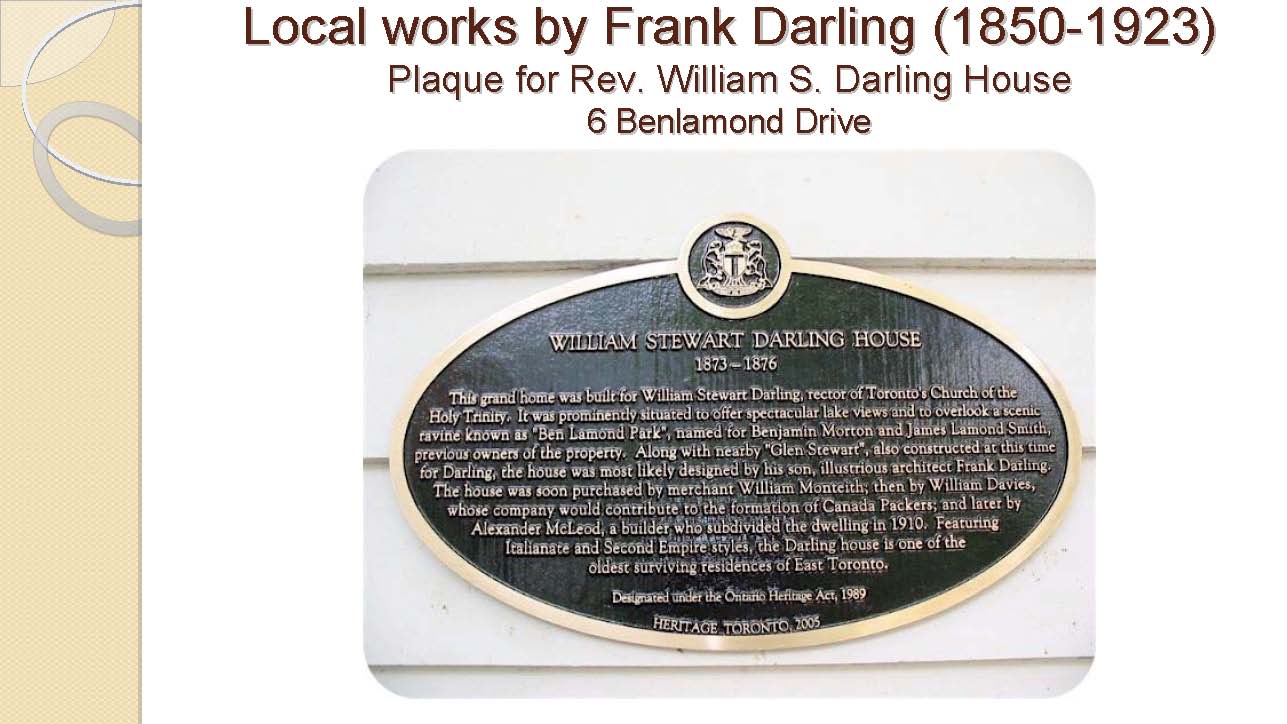 Local works by Frank Darling (1850-1923)
Plaque for Rev. William S. Darling House
6 Benlamond Drive
T
WILLIAM STEWART DARLING HOUSE
1873 – 1876
This grand home was built for William Stewart Darling, rector of Toronto's Church of the
Holy Trinity. It was prominently situated to offer spectacular lake views and to overlook a scenic
ravine known as "Ben Lamond Park", named for Benjamin Morton and James Lamond Smith,
previous owners of the property. Along with nearby "Glen Stewart", also constructed at this time
for Darling, the house was most likely designed by his son, illustrious architect Frank Darling.
The house was soon purchased by merchant William Monteith; then by William Davies,
whose company would contribute to the formation of Canada Packers; and later by
Alexander McLeod, a builder who subdivided the dwelling in 1910. Featuring
Italianate and Second Empire styles, the Darling house is one of the
oldest surviving residences of East Toronto.
Designated under the Ontario Heritage Act, 1989
HERITAGE TORONTO, 2005